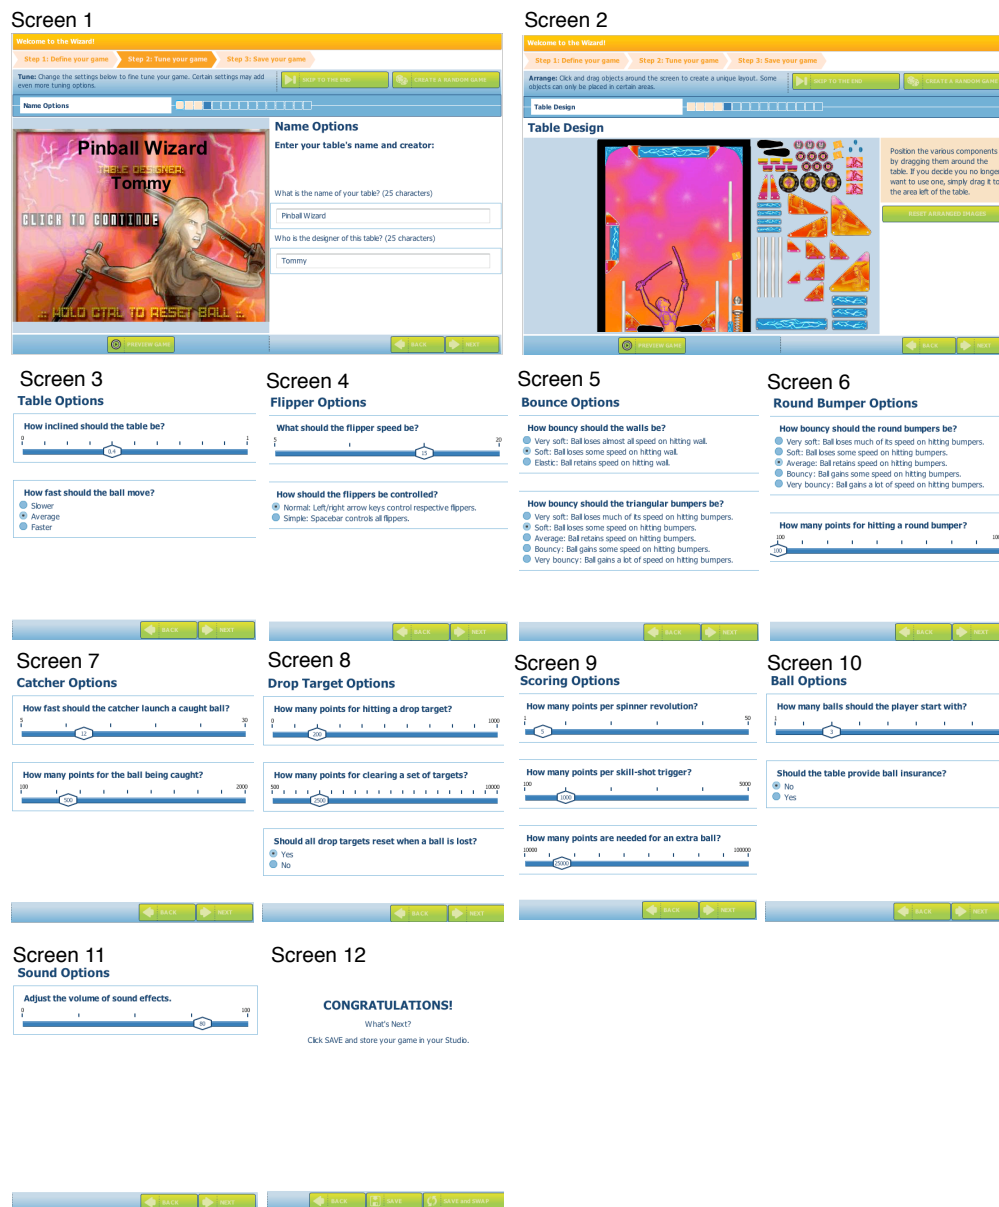 Screen 1
Welcome to the Wizard!
Step 1: Define your game
Step 2: Tune your game
Step 3: Save your game
Tune: Change the settings below to fine tune your game. Certain settings may add
even more tuning options.
SKIP TO THE END
CREATE A RANDOM GAME
Name Options
Pinball Wizard
TABLE DESIGNER:
Tommy
CLICK TO CONTINUE
.:: HOLD CTRL TO RESET BALL ::.
Name Options
Enter your table's name and creator:
What is the name of your table? (25 characters)
Pinball Wizard
Who is the designer of this table? (25 characters)
Tommy
PREVIEW GAME
BACK
NEXT
Screen 2
Welcome to the Wizard!
Step 1: Define your game
Step 2: Tune your game
Step 3: Save your game
Arrange: Click and drag objects around the screen to create a unique layout. Some
objects can only be placed in certain areas.
SKIP TO THE END
CREATE A RANDOM GAME
Table Design
Table Design
Position the various components
by dragging them around the
table. If you decide you no longer
want to use one, simply drag it to
the area left of the table.
RESET ARRANGED IMAGES
PREVIEW GAME
BACK
NEXT
Screen 3
Table Options
How inclined should the table be?
0 1
0.4
How fast should the ball move?
Slower
Average
Faster
BACK
NEXT
Screen 4
Flipper Options
What should the flipper speed be?
5 20
15
How should the flippers be controlled?
Normal: Left/right arrow keys control respective flippers.
Simple: Spacebar controls all flippers.
BACK
NEXT
Screen 5
Bounce Options
How bouncy should the walls be?
Very soft: Ball loses almost all speed on hitting wall.
Soft: Ball loses some speed on hitting wall.
Elastic: Ball retains speed on hitting wall.
How bouncy should the triangular bumpers be?
Very soft: Ball loses much of its speed on hitting bumpers.
Soft: Ball loses some speed on hitting bumpers.
Average: Ball retains speed on hitting bumpers.
Bouncy: Ball gains some speed on hitting bumpers.
Very bouncy: Ball gains a lot of speed on hitting bumpers.
BACK
NEXT
Screen 6
Round Bumper Options
How bouncy should the round bumpers be?
Very soft: Ball loses much of its speed on hitting bumpers.
Soft: Ball loses some speed on hitting bumpers.
Average: Ball retains speed on hitting bumpers.
Bouncy: Ball gains some speed on hitting bumpers.
Very bouncy: Ball gains a lot of speed on hitting bumpers.
How many points for hitting a round bumper?
100
100
BACK
NEXT
Screen 7
Catcher Options
How fast should the catcher launch a caught ball?
5 30
12
How many points for the ball being caught?
100 2000
500
BACK
NEXT
Screen 8
Drop Target Options
How many points for hitting a drop target?
0 1000
200
How many points for clearing a set of targets?
500 10000
2500
Should all drop targets reset when a ball is lost?
Yes
No
BACK
NEXT
Screen 9
Scoring Options
How many points per spinner revolution?
1 50
5
How many points per skill-shot trigger?
100 5000
1000
How many points are needed for an extra ball?
10000 100000
25000
BACK
NEXT
Screen 10
Ball Options
How many balls should the player start with?
1
3
Should the table provide ball insurance?
No
Yes
BACK
NEXT
Screen 11
Sound Options
Adjust the volume of sound effects.
0 100
80
BACK
NEXT
Screen 12
CONGRATULATIONS!
What's Next?
Click SAVE and store your game in your Studio.
BACK
SAVE
SAVE and SWAP